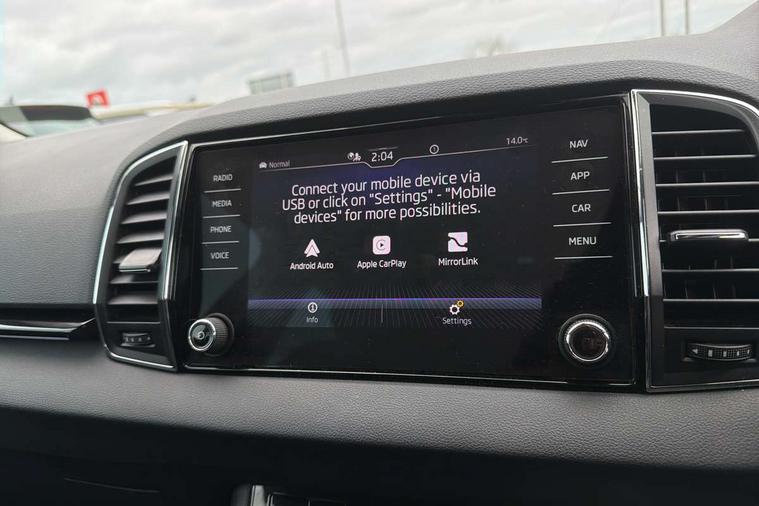 Normal
2:04
14.0°C
RADIO
MEDIA
PHONE
VOICE
Connect your mobile device via
USB or click on "Settings" - "Mobile
devices" for more possibilities.
Android Auto
Apple CarPlay
MirrorLink
Info
Settings
NAV
APP
CAR
MENU